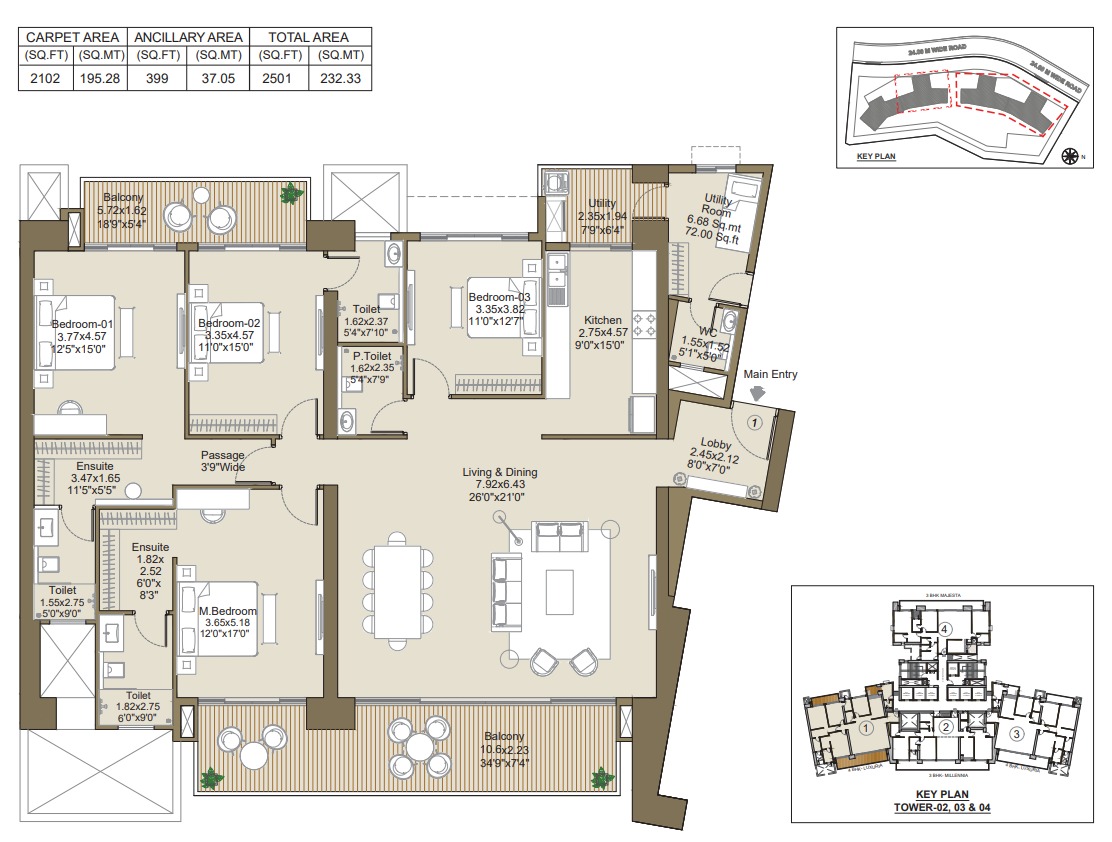 CARPET AREA ANCILLARY AREA TOTAL AREA
(SQ.FT) (SQ.MT) (SQ.FT) (SQ.MT) (SQ.FT) (SQ.MT)
2102 195.28 399 37.05 2501 232.33
24.00 M WIDE ROAD
24.00 M WIDE ROAD
KEY PLAN
N
Balcony
5.72x1.62
18'9"x5'4"
Utility
2.35x1.94
7'9"x6'4"
Utility
Room
6.68 Sq.mt
72.00 Sq.ft
Bedroom-01
3.77x4.57
12'5"x15'0"
Bedroom-02
3.35x4.57
11'0"x15'0"
Toilet
1.62x2.37
5'4"x7'10"
Bedroom-03
3.35x3.82
11'0"x12'7"
Kitchen
2.75x4.57
9'0"x15'0"
WC
1.55x1.52
5'1"x5'0"
P.Toilet
1.62x2.35
5'4"x7'9"
Main Entry
1
Lobby
2.45x2.12
8'0"x7'0"
Passage
3'9"Wide
Ensuite
3.47x1.65
11'5"x5'5"
Living & Dining
7.92x6.43
26'0"x21'0"
Ensuite
1.82x
2.52
6'0"x
8'3"
Toilet
1.55x2.75
5'0"x9'0"
M.Bedroom
3.65x5.18
12'0"x17'0"
Toilet
1.82x2.75
6'0"x9'0"
Balcony
10.6x2.23
34'9"x7'4"
3 BHK MAJESTA
4
1
2
3
4 BHK- LUXURIA
3 BHK- MILLENNIA
4 BHK- LUXURIA
KEY PLAN
TOWER-02, 03 & 04